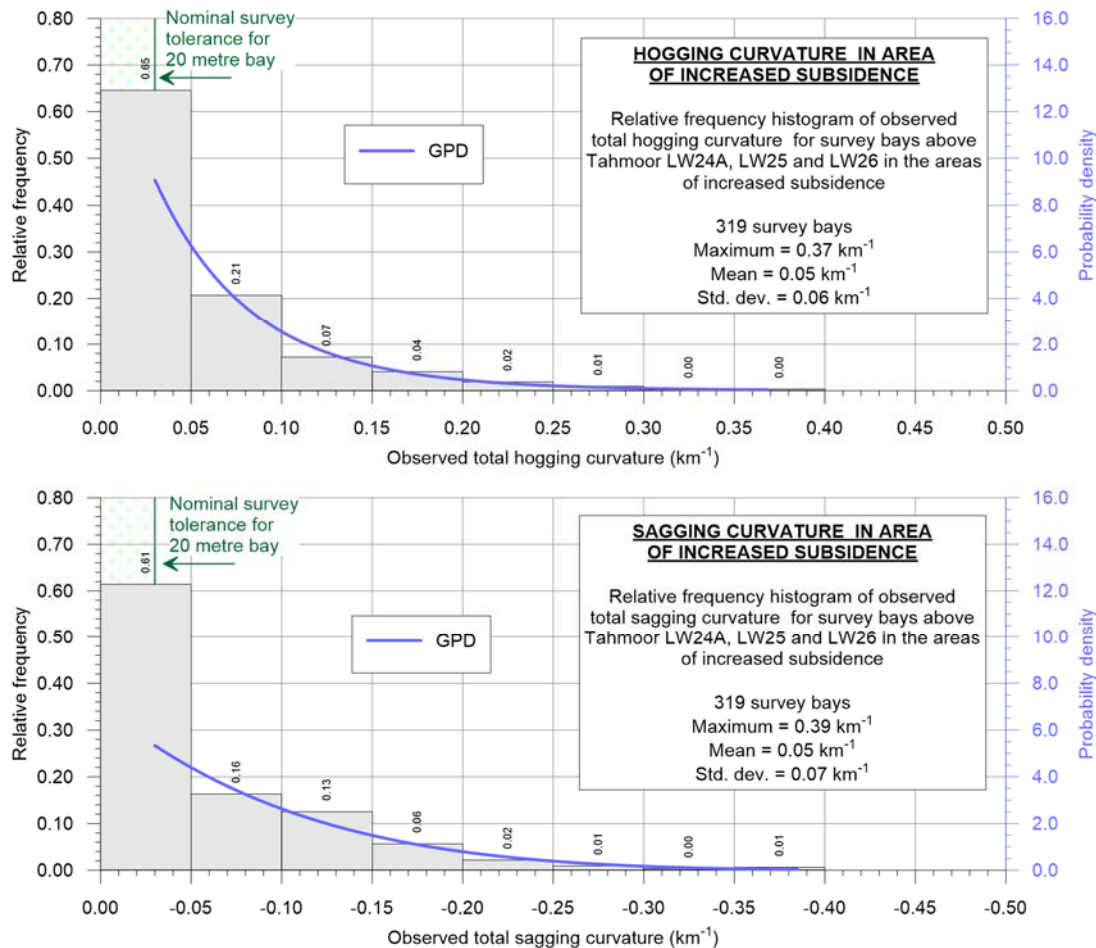 0.80
0.70
0.60
0.50
0.40
0.30
0.20
0.10
0.00
Relative frequency
Nominal survey
tolerance for
20 metre bay
0.65
0.21
0.07
0.04
0.02
0.01
0.00
0.00
GPD
HOGGING CURVATURE IN AREA
OF INCREASED SUBSIDENCE
Relative frequency histogram of observed
total hogging curvature for survey bays above
Tahmoor LW24A, LW25 and LW26 in the areas
of increased subsidence
319 survey bays
Maximum = 0.37 km⁻¹
Mean = 0.05 km⁻¹
Std. dev. = 0.06 km⁻¹
16.0
14.0
12.0
10.0
8.0
6.0
4.0
2.0
0.0
Probability density
0.00 0.05 0.10 0.15 0.20 0.25 0.30 0.35 0.40 0.45 0.50
Observed total hogging curvature (km⁻¹)
0.80
0.70
0.60
0.50
0.40
0.30
0.20
0.10
0.00
Relative frequency
Nominal survey
tolerance for
20 metre bay
0.61
0.16
0.13
0.06
0.02
0.01
0.00
0.01
GPD
SAGGING CURVATURE IN AREA
OF INCREASED SUBSIDENCE
Relative frequency histogram of observed
total sagging curvature for survey bays above
Tahmoor LW24A, LW25 and LW26 in the areas
of increased subsidence
319 survey bays
Maximum = 0.39 km⁻¹
Mean = 0.05 km⁻¹
Std. dev. = 0.07 km⁻¹
16.0
14.0
12.0
10.0
8.0
6.0
4.0
2.0
0.0
Probability density
0.00 -0.05 -0.10 -0.15 -0.20 -0.25 -0.30 -0.35 -0.40 -0.45 -0.50
Observed total sagging curvature (km⁻¹)